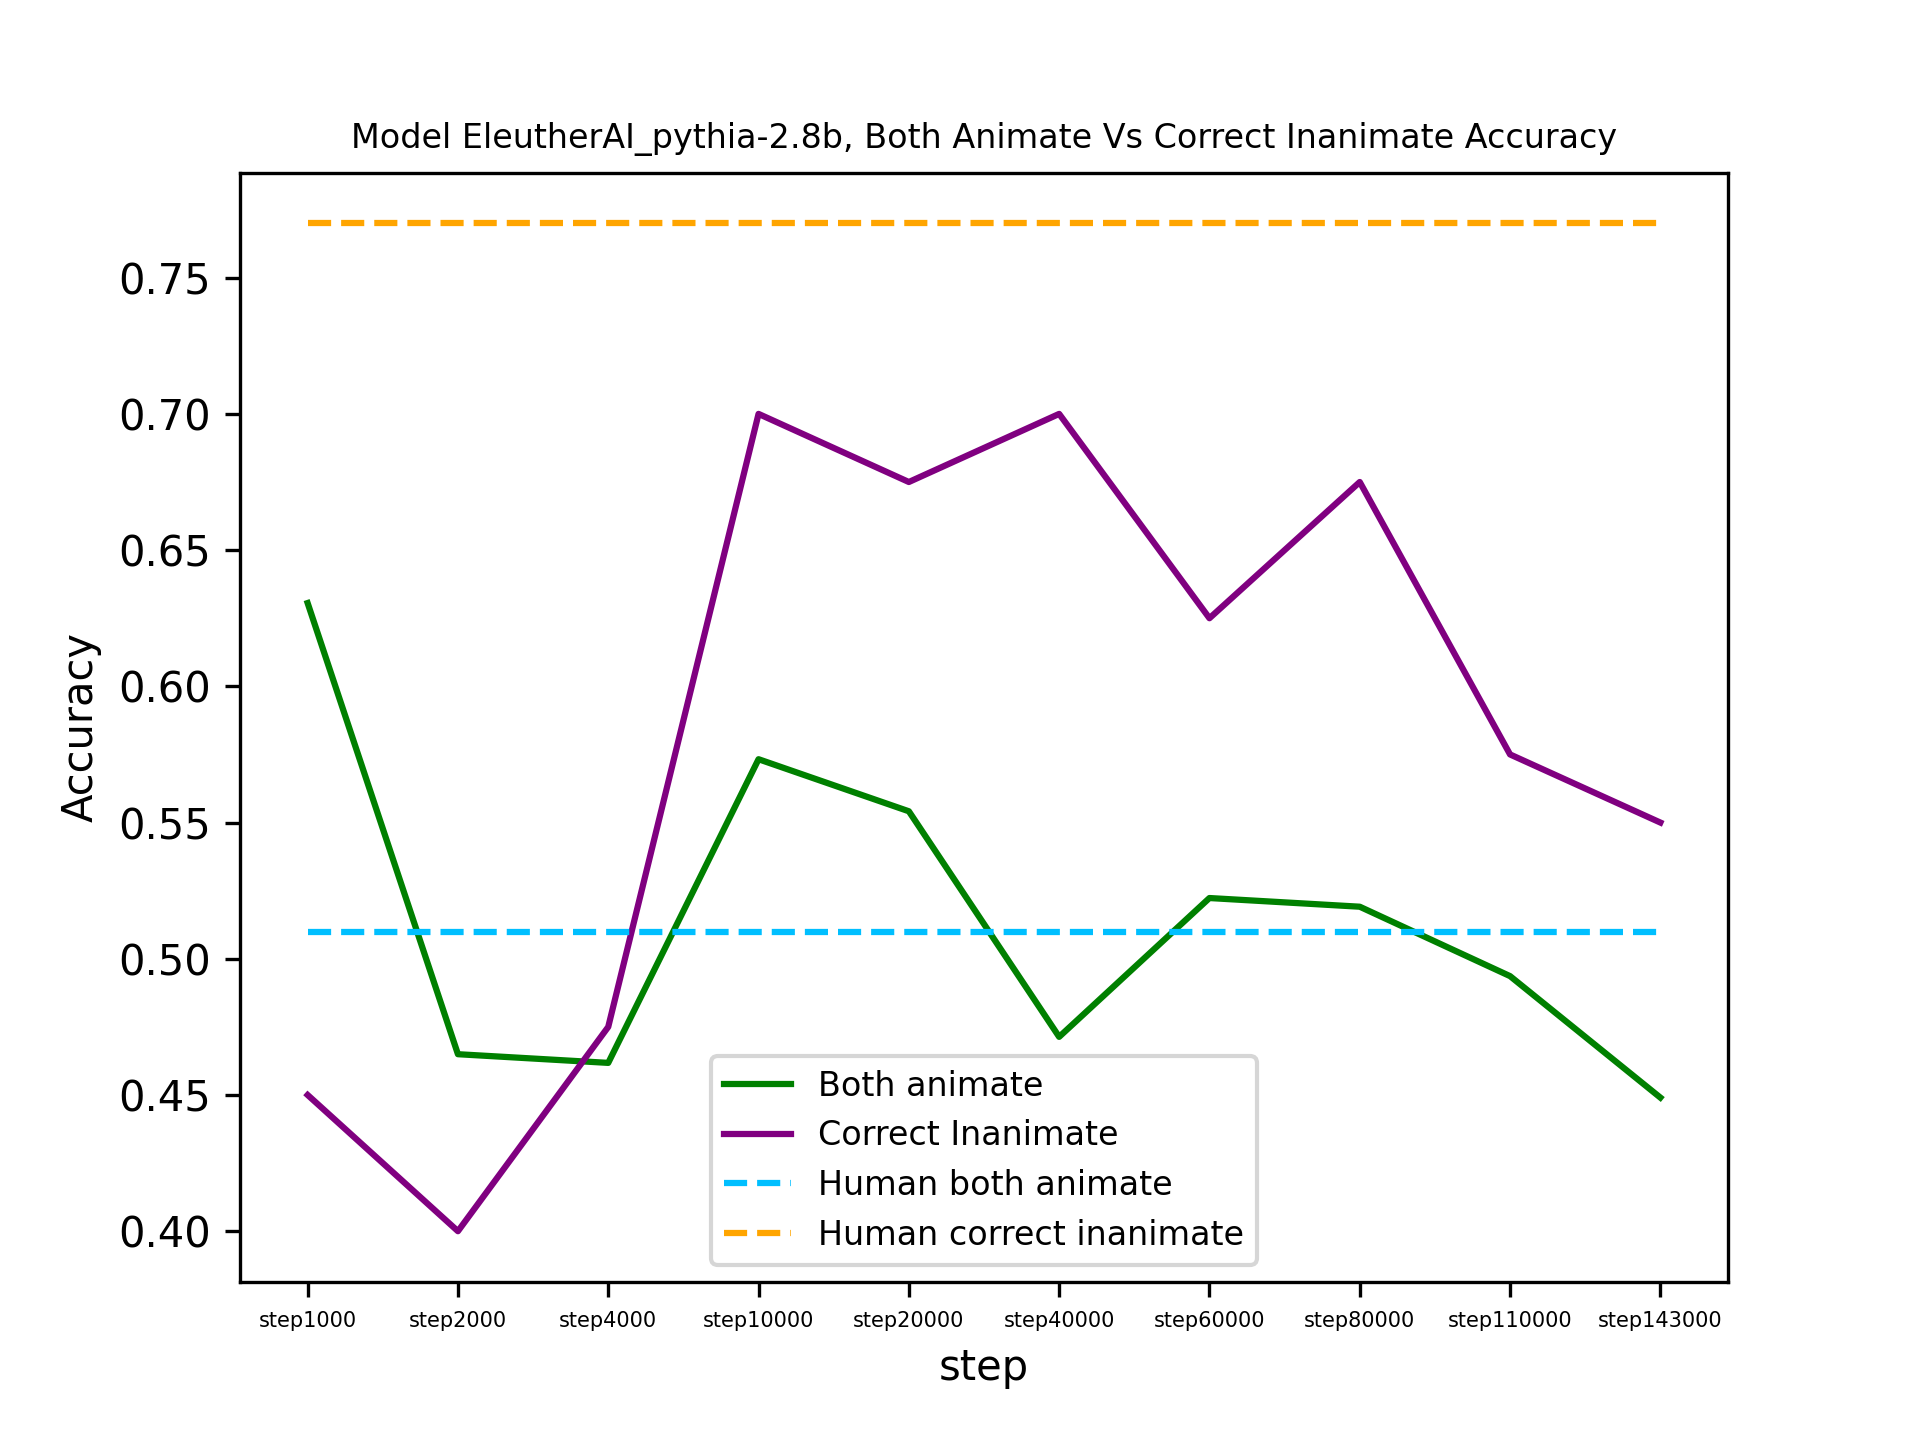 Model EleutherAI_pythia-2.8b, Both Animate Vs Correct Inanimate Accuracy
0.75
0.70
0.65
0.60
0.55
0.50
0.45
0.40
Accuracy
Both animate
Correct Inanimate
Human both animate
Human correct inanimate
step1000 step2000 step4000 step10000 step20000 step40000 step60000 step80000 step110000 step143000
step